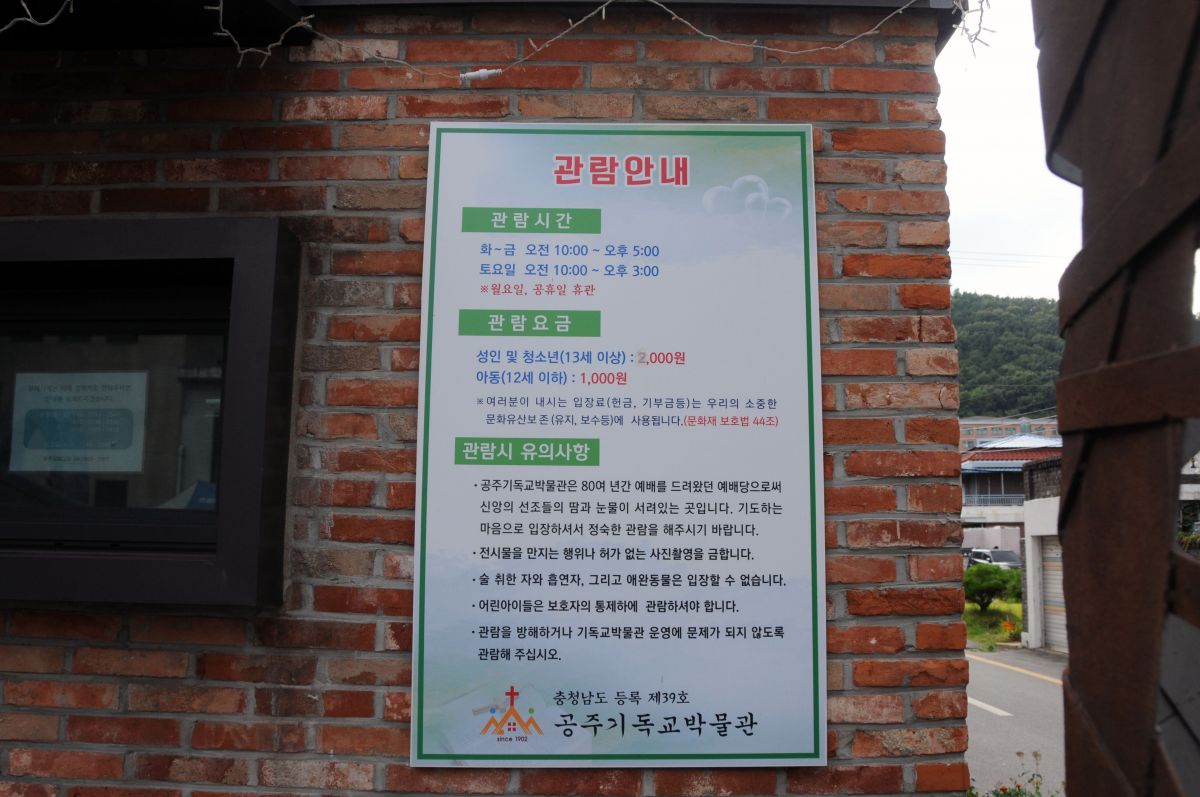 관람안내
관람시간
화~금 오전 10:00 ~ 오후 5:00
토요일 오전 10:00 ~ 오후 3:00
※월요일, 공휴일 휴관
관람요금
성인 및 청소년(13세 이상) : 2,000원
아동(12세 이하) : 1,000원
※여러분이 내시는 입장료(헌금, 기부금등)는 우리의 소중한
문화유산보존(유지, 보수등)에 사용됩니다.(문화재 보호법 44조)
관람시 유의사항
·공주기독교박물관은 80여 년간 예배를 드려왔던 예배당으로써
신앙의 선조들의 땀과 눈물이 서려있는 곳입니다. 기도하는
마음으로 입장하셔서 정숙한 관람을 해주시기 바랍니다.
·전시물을 만지는 행위나 허가 없는 사진촬영을 금합니다.
·술 취한 자와 흡연자, 그리고 애완동물은 입장할 수 없습니다.
·어린아이들은 보호자의 통제하에 관람하셔야 합니다.
·관람을 방해하거나 기독교박물관 운영에 문제가 되지 않도록
관람해 주십시오.
since 1902
충청남도 등록 제39호
공주기독교박물관